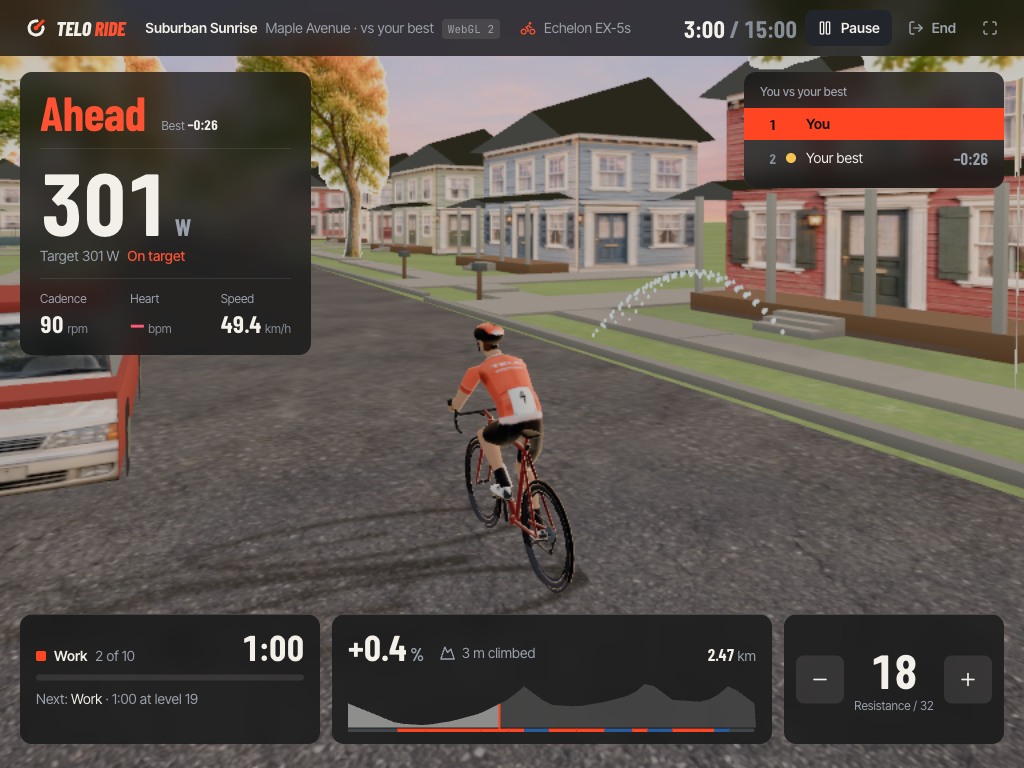 TELO RIDE Suburban Sunrise Maple Avenue · vs your best WebGL 2 Echelon EX-5s 3:00 / 15:00 Pause End
Ahead Best −0:26
301 W
Target 301 W On target
Cadence Heart Speed
90 rpm — bpm 49.4 km/h
You vs your best
1 You
2 Your best −0:26
TELO
4
Work 2 of 10 1:00
Next: Work · 1:00 at level 19
+0.4 % 3 m climbed 2.47 km
− 18 +
Resistance / 32